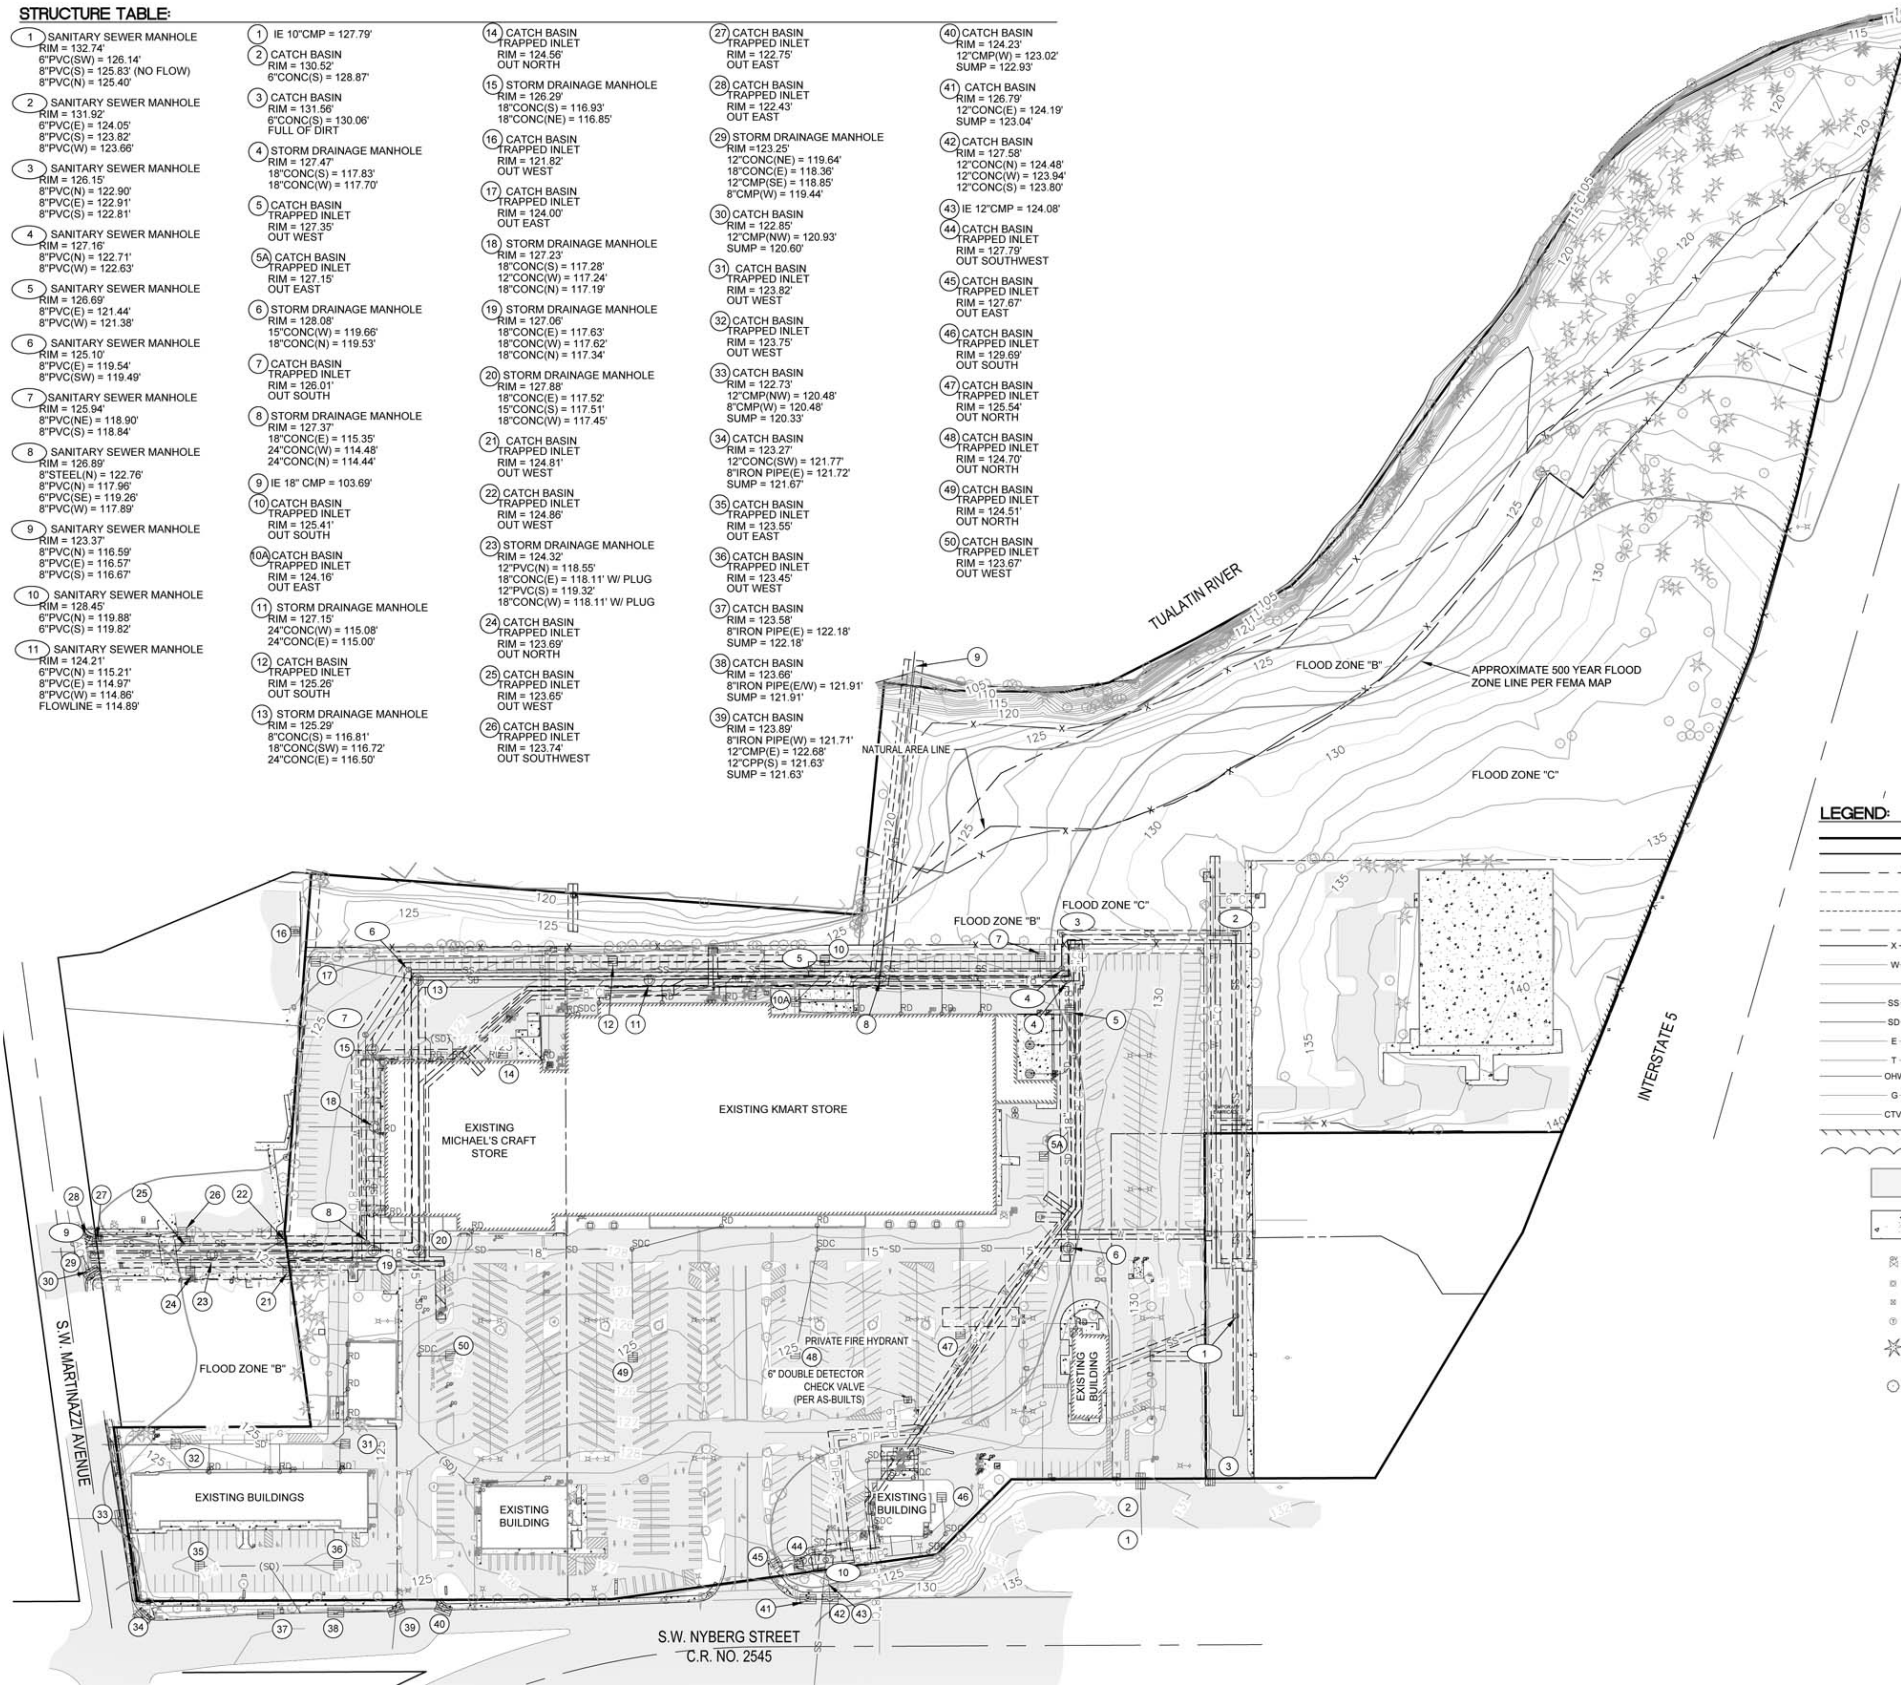 STRUCTURE TABLE:
1 SANITARY SEWER MANHOLE
RIM = 132.74'
6"PVC(SW) = 126.14'
8"PVC(S) = 125.83' (NO FLOW)
8"PVC(N) = 125.40'
2 SANITARY SEWER MANHOLE
RIM = 131.92'
6"PVC(E) = 124.05'
8"PVC(S) = 123.82'
8"PVC(W) = 123.66'
3 SANITARY SEWER MANHOLE
RIM = 126.15'
8"PVC(N) = 122.90'
8"PVC(E) = 122.91'
8"PVC(S) = 122.81'
4 SANITARY SEWER MANHOLE
RIM = 127.16'
8"PVC(N) = 122.71'
8"PVC(W) = 122.63'
5 SANITARY SEWER MANHOLE
RIM = 126.69'
8"PVC(E) = 121.44'
8"PVC(W) = 121.38'
6 SANITARY SEWER MANHOLE
RIM = 125.10'
8"PVC(E) = 119.54'
8"PVC(SW) = 119.49'
7 SANITARY SEWER MANHOLE
RIM = 125.94'
8"PVC(NE) = 118.90'
8"PVC(S) = 118.84'
8 SANITARY SEWER MANHOLE
RIM = 126.89'
8"STEEL(N) = 122.76'
8"PVC(N) = 117.96'
6"PVC(SE) = 119.26'
8"PVC(W) = 117.89'
9 SANITARY SEWER MANHOLE
RIM = 123.37'
8"PVC(N) = 116.59'
8"PVC(E) = 116.57'
8"PVC(S) = 116.67'
10 SANITARY SEWER MANHOLE
RIM = 128.45'
6"PVC(N) = 119.88'
6"PVC(S) = 119.82'
11 SANITARY SEWER MANHOLE
RIM = 124.21'
6"PVC(N) = 115.21'
8"PVC(E) = 114.97'
8"PVC(W) = 114.86'
FLOWLINE = 114.89'
1 IE 10"CMP = 127.79'
2 CATCH BASIN
RIM = 130.52'
6"CONC(S) = 128.87'
3 CATCH BASIN
RIM = 131.56'
6"CONC(S) = 130.06'
FULL OF DIRT
4 STORM DRAINAGE MANHOLE
RIM = 127.47'
18"CONC(S) = 117.83'
18"CONC(W) = 117.70'
5 CATCH BASIN
TRAPPED INLET
RIM = 127.35'
OUT WEST
5A CATCH BASIN
TRAPPED INLET
RIM = 127.15'
OUT EAST
6 STORM DRAINAGE MANHOLE
RIM = 128.08'
15"CONC(W) = 119.66'
18"CONC(N) = 119.53'
7 CATCH BASIN
TRAPPED INLET
RIM = 126.01'
OUT SOUTH
8 STORM DRAINAGE MANHOLE
RIM = 127.37'
18"CONC(E) = 115.35'
24"CONC(W) = 114.48'
24"CONC(N) = 114.44'
9 IE 18" CMP = 103.69'
10 CATCH BASIN
TRAPPED INLET
RIM = 125.41'
OUT SOUTH
10A CATCH BASIN
TRAPPED INLET
RIM = 124.16'
OUT EAST
11 STORM DRAINAGE MANHOLE
RIM = 127.15'
24"CONC(W) = 115.08'
24"CONC(E) = 115.00'
12 CATCH BASIN
TRAPPED INLET
RIM = 125.26'
OUT SOUTH
13 STORM DRAINAGE MANHOLE
RIM = 125.29'
8"CONC(S) = 116.81'
18"CONC(SW) = 116.72'
24"CONC(E) = 116.50'
14 CATCH BASIN
TRAPPED INLET
RIM = 124.56'
OUT NORTH
15 STORM DRAINAGE MANHOLE
RIM = 126.29'
18"CONC(S) = 116.93'
18"CONC(NE) = 116.85'
16 CATCH BASIN
TRAPPED INLET
RIM = 121.82'
OUT WEST
17 CATCH BASIN
TRAPPED INLET
RIM = 124.00'
OUT EAST
18 STORM DRAINAGE MANHOLE
RIM = 127.23'
18"CONC(S) = 117.28'
12"CONC(W) = 117.24'
18"CONC(N) = 117.19'
19 STORM DRAINAGE MANHOLE
RIM = 127.06'
18"CONC(E) = 117.63'
18"CONC(W) = 117.62'
18"CONC(N) = 117.34'
20 STORM DRAINAGE MANHOLE
RIM = 127.88'
18"CONC(E) = 117.52'
15"CONC(S) = 117.51'
18"CONC(W) = 117.45'
21 CATCH BASIN
TRAPPED INLET
RIM = 124.81'
OUT WEST
22 CATCH BASIN
TRAPPED INLET
RIM = 124.86'
OUT WEST
23 STORM DRAINAGE MANHOLE
RIM = 124.32'
12"PVC(N) = 118.55'
18"CONC(E) = 118.11' W/ PLUG
12"PVC(S) = 119.32'
18"CONC(W) = 118.11' W/ PLUG
24 CATCH BASIN
TRAPPED INLET
RIM = 123.69'
OUT NORTH
25 CATCH BASIN
TRAPPED INLET
RIM = 123.65'
OUT WEST
26 CATCH BASIN
TRAPPED INLET
RIM = 123.74'
OUT SOUTHWEST
27 CATCH BASIN
TRAPPED INLET
RIM = 122.75'
OUT EAST
28 CATCH BASIN
TRAPPED INLET
RIM = 122.43'
OUT EAST
29 STORM DRAINAGE MANHOLE
RIM =123.25'
12"CONC(NE) = 119.64'
18"CONC(E) = 118.36'
12"CMP(SE) = 118.85'
8"CMP(W) = 119.44'
30 CATCH BASIN
RIM = 122.85'
12"CMP(NW) = 120.93'
SUMP = 120.60'
31 CATCH BASIN
TRAPPED INLET
RIM = 123.82'
OUT WEST
32 CATCH BASIN
TRAPPED INLET
RIM = 123.75'
OUT WEST
33 CATCH BASIN
RIM = 122.73'
12"CMP(NW) = 120.48'
8"CMP(W) = 120.48'
SUMP = 120.33'
34 CATCH BASIN
RIM = 123.27'
12"CONC(SW) = 121.77'
8"IRON PIPE(E) = 121.72'
SUMP = 121.67'
35 CATCH BASIN
TRAPPED INLET
RIM = 123.55'
OUT EAST
36 CATCH BASIN
TRAPPED INLET
RIM = 123.45'
OUT WEST
37 CATCH BASIN
RIM = 123.58'
8"IRON PIPE(E) = 122.18'
SUMP = 122.18'
38 CATCH BASIN
RIM = 123.66'
8"IRON PIPE(E/W) = 121.91'
SUMP = 121.91'
39 CATCH BASIN
RIM = 123.89'
8"IRON PIPE(W) = 121.71'
12"CMP(E) = 122.68'
12"CPP(S) = 121.63'
SUMP = 121.63'
40 CATCH BASIN
RIM = 124.23'
12"CMP(W) = 123.02'
SUMP = 122.93'
41 CATCH BASIN
RIM = 126.79'
12"CONC(E) = 124.19'
SUMP = 123.04'
42 CATCH BASIN
RIM = 127.58'
12"CONC(N) = 124.48'
12"CONC(W) = 123.94'
12"CONC(S) = 123.80'
43 IE 12"CMP = 124.08'
44 CATCH BASIN
TRAPPED INLET
RIM = 127.79'
OUT SOUTHWEST
45 CATCH BASIN
TRAPPED INLET
RIM = 127.67'
OUT EAST
46 CATCH BASIN
TRAPPED INLET
RIM = 129.69'
OUT SOUTH
47 CATCH BASIN
TRAPPED INLET
RIM = 125.54'
OUT NORTH
48 CATCH BASIN
TRAPPED INLET
RIM = 124.70'
OUT NORTH
49 CATCH BASIN
TRAPPED INLET
RIM = 124.51'
OUT NORTH
50 CATCH BASIN
TRAPPED INLET
RIM = 123.67'
OUT WEST
TUALATIN RIVER
FLOOD ZONE "B"
APPROXIMATE 500 YEAR FLOOD
ZONE LINE PER FEMA MAP
NATURAL AREA LINE
FLOOD ZONE "C"
LEGEND:
X
W
SS
SD
E
T
OHW
G
CTV
FLOOD ZONE "B"
FLOOD ZONE "C"
INTERSTATE 5
EXISTING KMART STORE
EXISTING
MICHAEL'S CRAFT
STORE
PRIVATE FIRE HYDRANT
6" DOUBLE DETECTOR
CHECK VALVE
(PER AS-BUILTS)
EXISTING
BUILDING
FLOOD ZONE "B"
S.W. MARTINAZZI AVENUE
EXISTING BUILDINGS
EXISTING
BUILDING
EXISTING
BUILDING
S.W. NYBERG STREET
C.R. NO. 2545